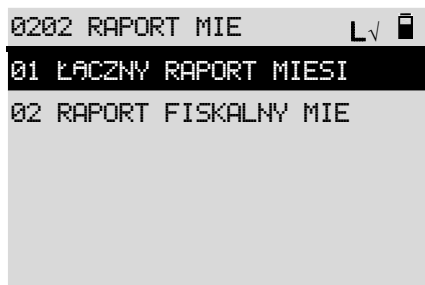 0202 RAPORT MIE L√
01 ŁĄCZNY RAPORT MIESI
02 RAPORT FISKALNY MIE